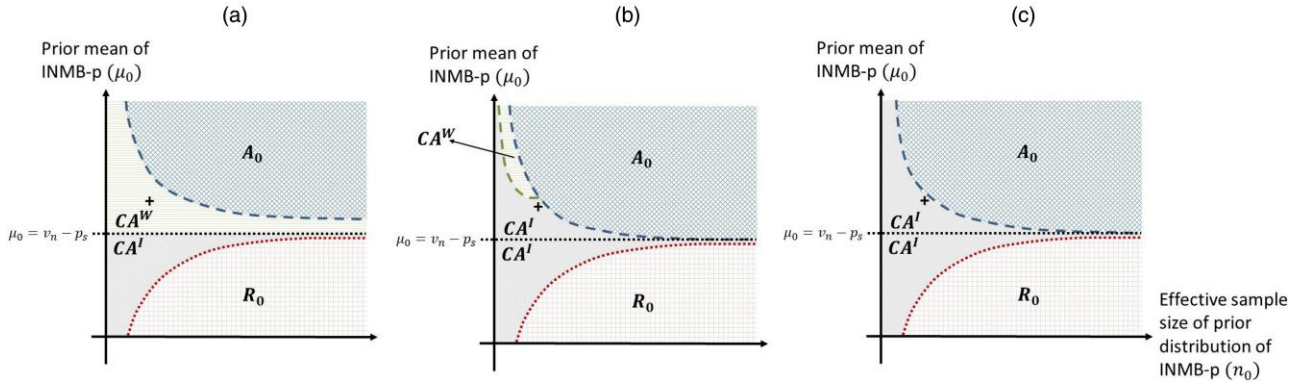 (a)
Prior mean of
INMB-p (μ₀)
A₀
+
CA^W
μ₀ = vₙ − pₛ
CA^I
R₀
(b)
Prior mean of
INMB-p (μ₀)
CA^W
A₀
+
CA^I
μ₀ = vₙ − pₛ
CA^I
R₀
(c)
Prior mean of
INMB-p (μ₀)
A₀
+
CA^I
μ₀ = vₙ − pₛ
CA^I
R₀
Effective sample
size of prior
distribution of
INMB-p (n₀)